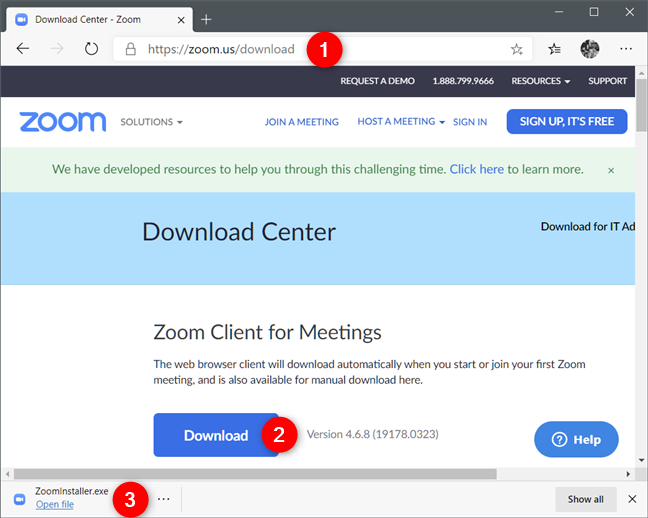 Download Center - Zoom
https://zoom.us/download
1
REQUEST A DEMO 1.888.799.9666 RESOURCES SUPPORT
zoom SOLUTIONS JOIN A MEETING HOST A MEETING SIGN IN SIGN UP, IT'S FREE
We have developed resources to help you through this challenging time. Click here to learn more.
Download Center
Download for IT Ad
Zoom Client for Meetings
The web browser client will download automatically when you start or join your first Zoom
meeting, and is also available for manual download here.
Download 2 Version 4.6.8 (19178.0323)
Help
ZoomInstaller.exe
Open file
3
Show all